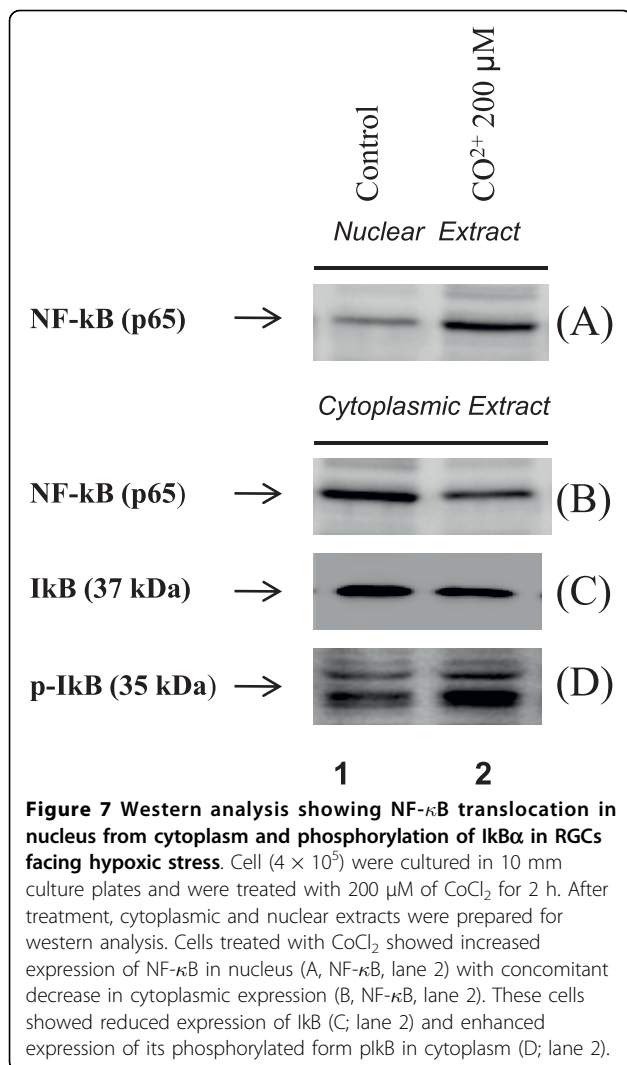 Control
CO²⁺ 200 μM
Nuclear Extract
NF-kB (p65)
(A)
Cytoplasmic Extract
NF-kB (p65)
(B)
IkB (37 kDa)
(C)
p-IkB (35 kDa)
(D)
1 2
Figure 7 Western analysis showing NF-κB translocation in
nucleus from cytoplasm and phosphorylation of IkBα in RGCs
facing hypoxic stress. Cell (4 × 10⁵) were cultured in 10 mm
culture plates and were treated with 200 μM of CoCl₂ for 2 h. After
treatment, cytoplasmic and nuclear extracts were prepared for
western analysis. Cells treated with CoCl₂ showed increased
expression of NF-κB in nucleus (A, NF-κB, lane 2) with concomitant
decrease in cytoplasmic expression (B, NF-κB, lane 2). These cells
showed reduced expression of IkB (C; lane 2) and enhanced
expression of its phosphorylated form pIkB in cytoplasm (D; lane 2).